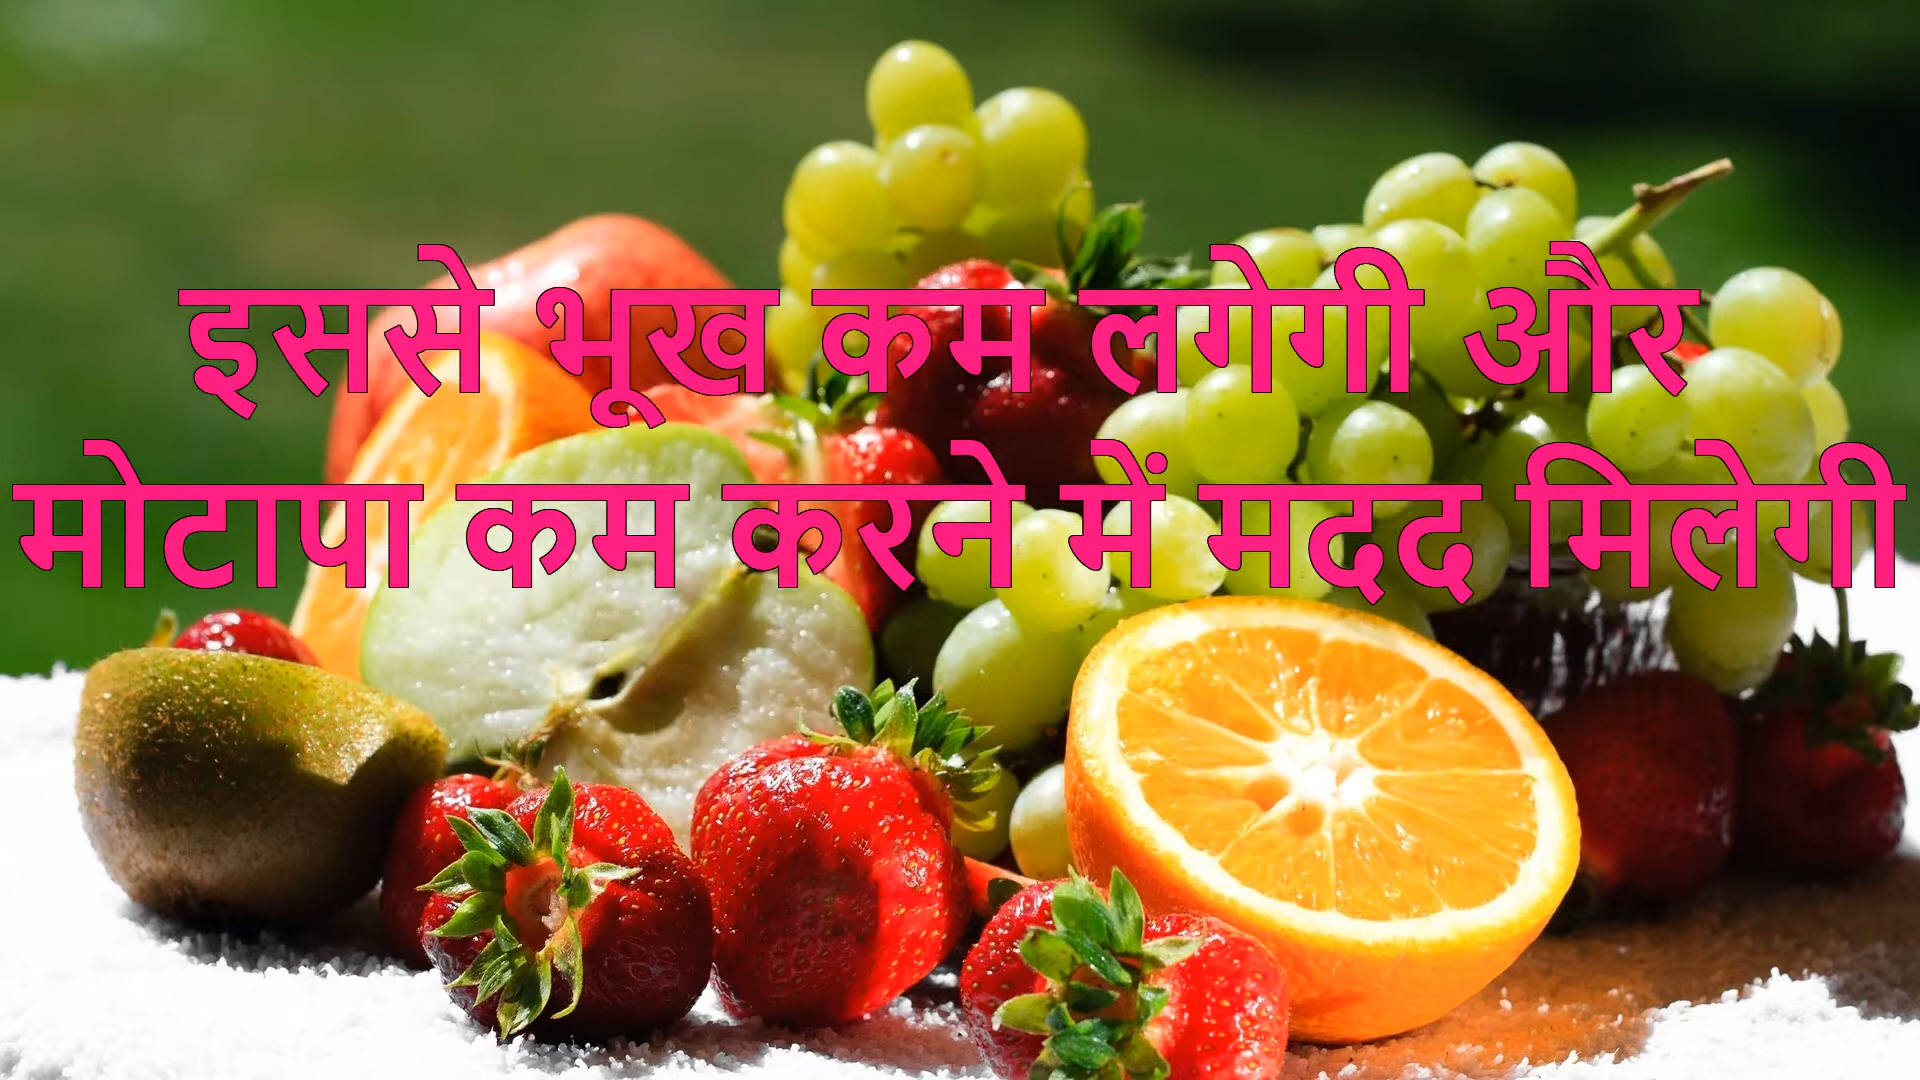 इससे भूख कम लगेगी और
मोटापा कम करने में मदद मिलेगी